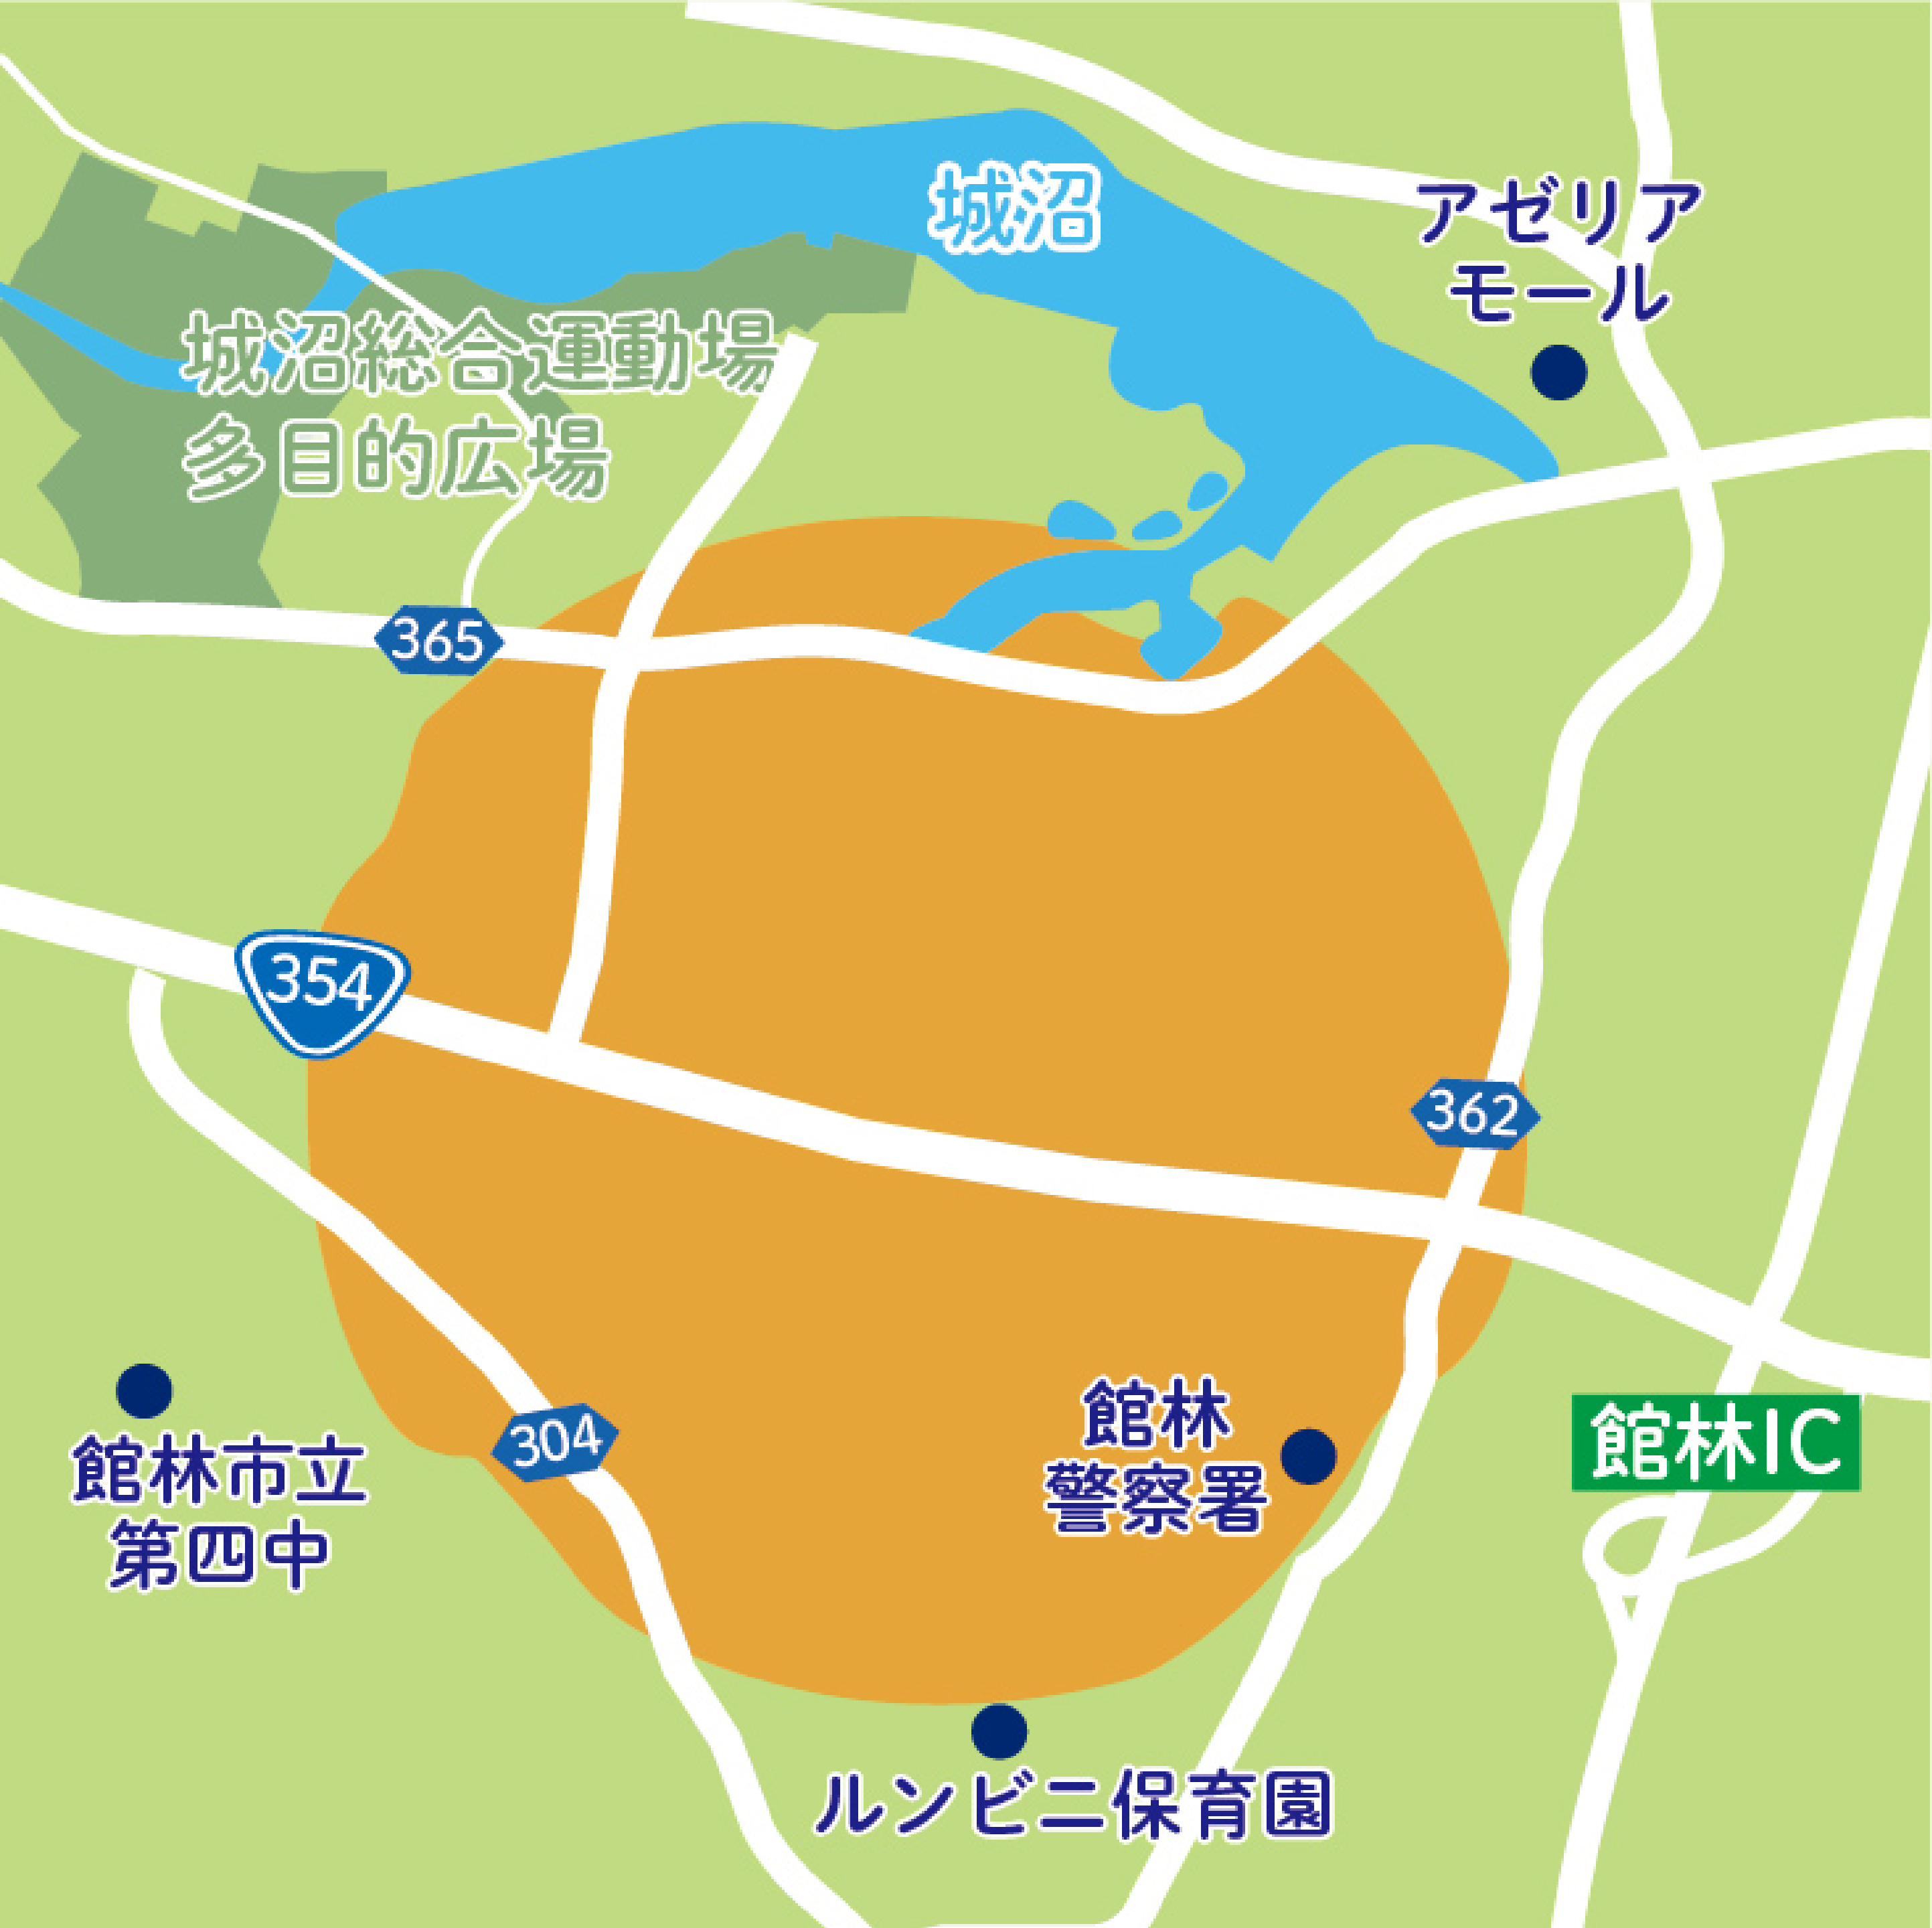 城沼
アゼリア
モール
城沼総合運動場
多目的広場
365
354
362
304
館林
警察署
館林IC
館林市立
第四中
ルンビニ保育園